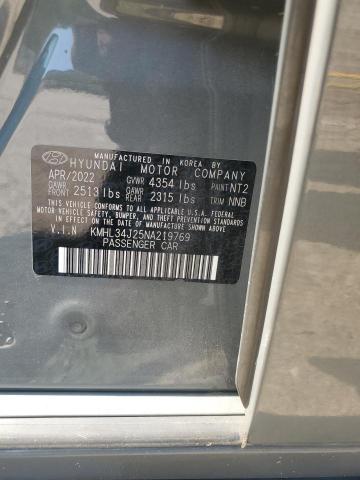 MANUFACTURED IN KOREA BY
HYUNDAI MOTOR COMPANY
APR/2022 GVWR 4354 lbs PAINT NT2
GAWR FRONT 2513 lbs GAWR REAR 2315 lbs TRIM NNB
THIS VEHICLE CONFORMS TO ALL APPLICABLE U.S.A. FEDERAL
MOTOR VEHICLE SAFETY, BUMPER, AND THEFT PREVENTION
STANDARDS IN EFFECT ON THE DATE OF MANUFACTURE SHOWN ABOVE.
V.I.N KMHL34J25NA219769
PASSENGER CAR